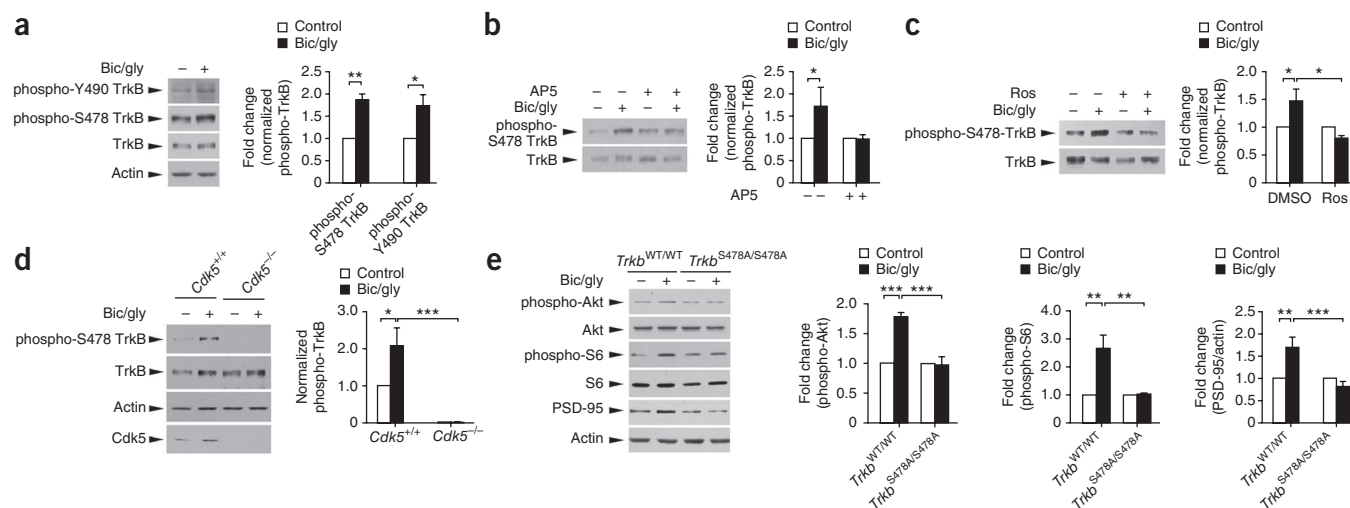 a
Bic/gly – +
phospho-Y490 TrkB
phospho-S478 TrkB
TrkB
Actin
Control
Bic/gly
Fold change
(normalized
phospho-TrkB)
2.5
2.0
1.5
1.0
0.5
0
**
*
phospho-
S478 TrkB
phospho-
Y490 TrkB
b
AP5 – – + +
Bic/gly – + – +
phospho-
S478 TrkB
TrkB
Control
Bic/gly
Fold change
(normalized
phospho-TrkB)
2.5
2.0
1.5
1.0
0.5
0
*
AP5 – – + +
c
Ros – – + +
Bic/gly – + – +
phospho-S478-TrkB
TrkB
Control
Bic/gly
Fold change
(normalized
phospho-TrkB)
2.0
1.5
1.0
0.5
0
* *
DMSO Ros
d
Cdk5+/+ Cdk5–/–
Bic/gly – + – +
phospho-S478 TrkB
TrkB
Actin
Cdk5
Control
Bic/gly
Normalized
phospho-TrkB
3.0
2.0
1.0
0
* ***
Cdk5+/+ Cdk5–/–
e
TrkbWT/WT TrkbS478A/S478A
Bic/gly – + – +
phospho-Akt
Akt
phospho-S6
S6
PSD-95
Actin
Control
Bic/gly
Fold change
(phospho-Akt)
2.0
1.5
1.0
0.5
0
*** ***
TrkbWT/WT
TrkbS478A/S478A
Control
Bic/gly
Fold change
(phospho-S6)
4.0
3.0
2.0
1.0
0
** **
TrkbWT/WT
TrkbS478A/S478A
Control
Bic/gly
Fold change
(PSD-95/actin)
2.5
2.0
1.5
1.0
0.5
0
** ***
TrkbWT/WT
TrkbS478A/S478A